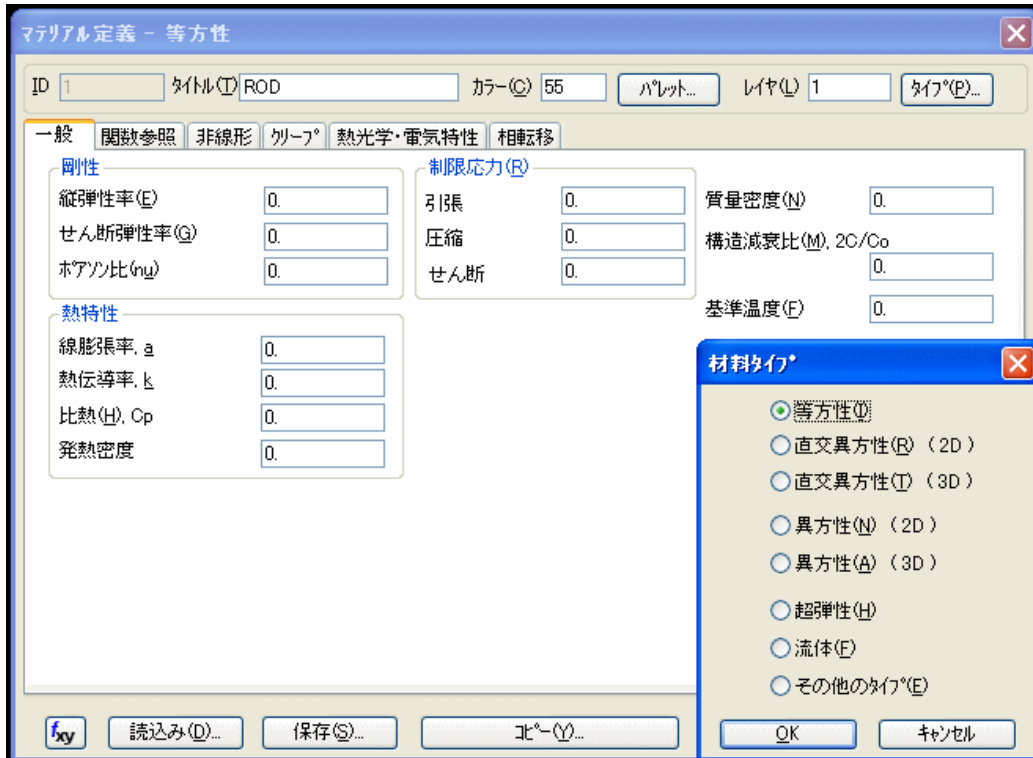 マテリアル定義 - 等方性
ID 1 タイトル(T) ROD カラー(C) 55 パレット... レイヤ(L) 1 タイプ(P)...
一般 関数参照 非線形 クリープ 熱光学・電気特性 相転移
剛性
縦弾性率(E) 0.
せん断弾性率(G) 0.
ポアソン比(nu) 0.
制限応力(R)
引張 0.
圧縮 0.
せん断 0.
質量密度(N) 0.
構造減衰比(M), 2C/Co
0.
基準温度(F) 0.
熱特性
線膨張率, a 0.
熱伝導率, k 0.
比熱(H), Cp 0.
発熱密度 0.
材料タイプ
等方性(I)
直交異方性(R) (2D)
直交異方性(T) (3D)
異方性(N) (2D)
異方性(A) (3D)
超弾性(H)
流体(F)
その他のタイプ(E)
OK キャンセル
fxy 読込み(D)... 保存(S)... コピー(Y)...